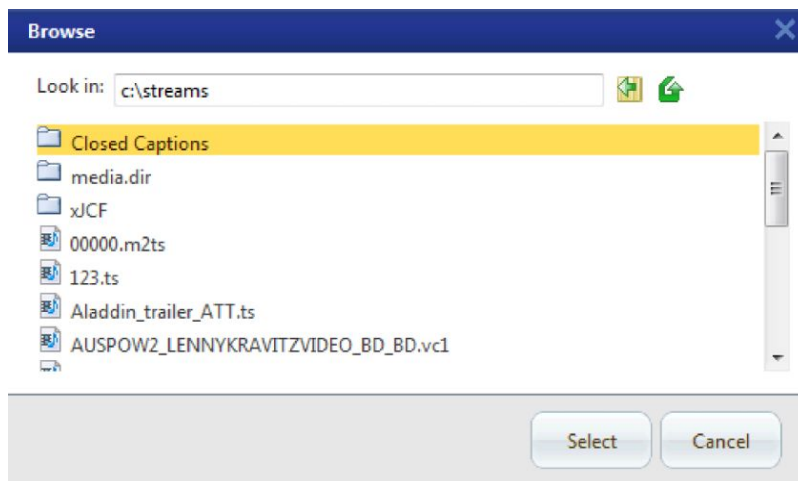 Browse
Look in: c:\streams
Closed Captions
media.dir
xJCF
00000.m2ts
123.ts
Aladdin_trailer_ATT.ts
AUSPOW2_LENNYKRAVITZVIDEO_BD_BD.vc1
Select Cancel